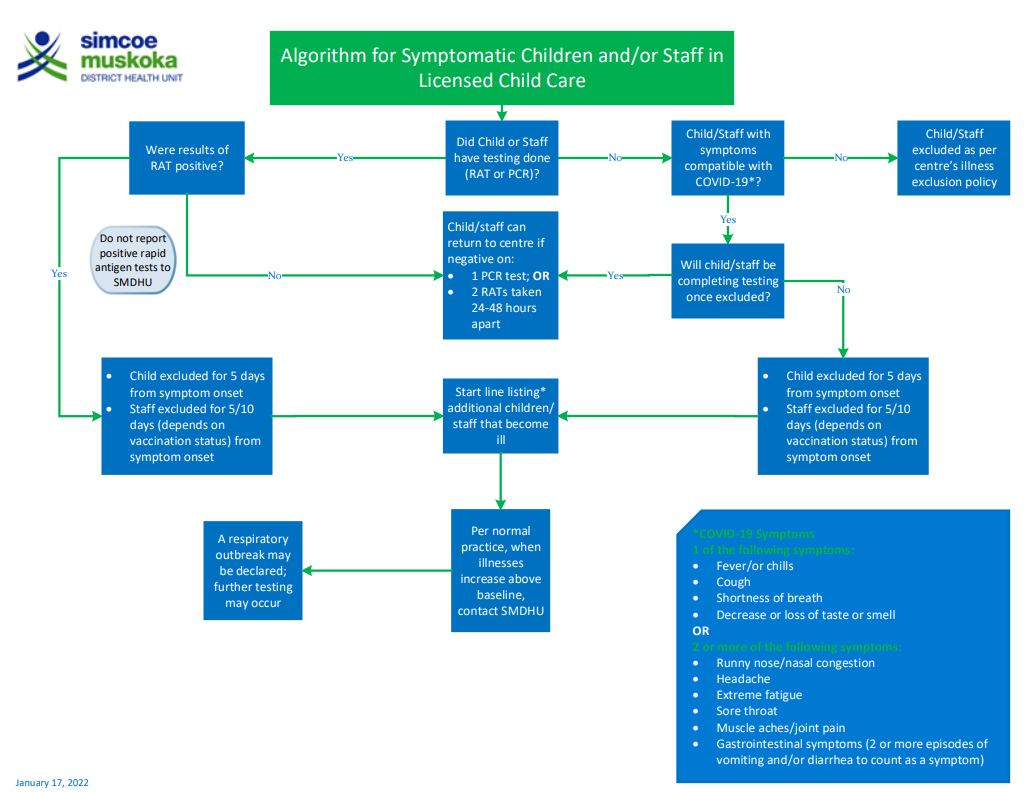 simcoe
muskoka
DISTRICT HEALTH UNIT
Algorithm for Symptomatic Children and/or Staff in
Licensed Child Care
Were results of
RAT positive?
Yes
Did Child or Staff
have testing done
(RAT or PCR)?
No
Child/Staff with
symptoms
compatible with
COVID-19*?
No
Child/Staff
excluded as per
centre's illness
exclusion policy
Yes
Do not report
positive rapid
antigen tests to
SMDHU
No
Child/staff can
return to centre if
negative on:
• 1 PCR test; OR
• 2 RATs taken
24-48 hours
apart
Yes
Yes
Will child/staff be
completing testing
once excluded?
No
• Child excluded for 5 days
from symptom onset
• Staff excluded for 5/10
days (depends on
vaccination status) from
symptom onset
Start line listing*
additional children/
staff that become
ill
• Child excluded for 5 days
from symptom onset
• Staff excluded for 5/10
days (depends on
vaccination status) from
symptom onset
A respiratory
outbreak may
be declared;
further testing
may occur
Per normal
practice, when
illnesses
increase above
baseline,
contact SMDHU
*COVID-19 Symptoms
1 of the following symptoms:
• Fever/or chills
• Cough
• Shortness of breath
• Decrease or loss of taste or smell
OR
2 or more of the following symptoms:
• Runny nose/nasal congestion
• Headache
• Extreme fatigue
• Sore throat
• Muscle aches/joint pain
• Gastrointestinal symptoms (2 or more episodes of
vomiting and/or diarrhea to count as a symptom)
January 17, 2022